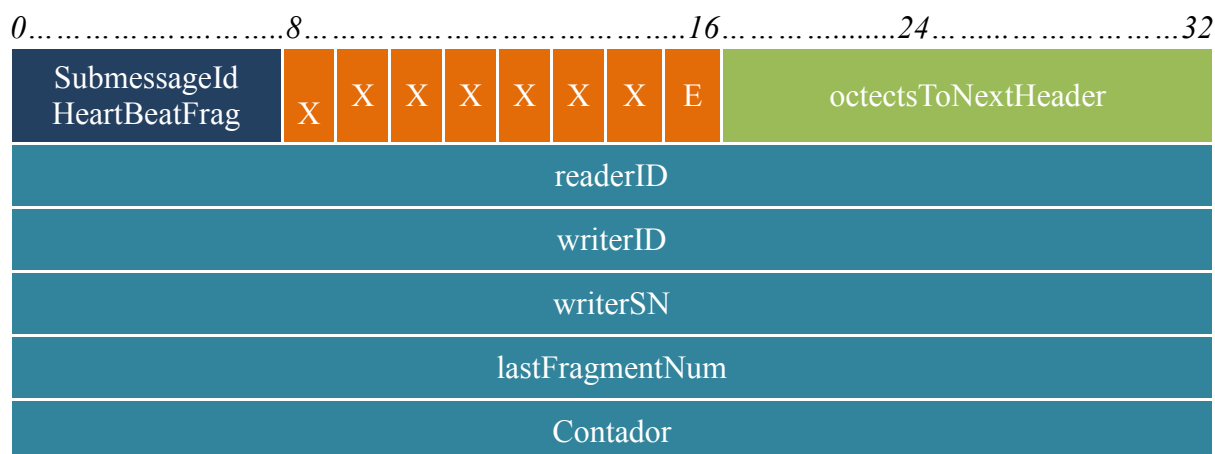 0…………….………..8…………………………………..16…………….......24……..………………32
SubmessageId
HeartBeatFrag
X X X X X X X E
octectsToNextHeader
readerID
writerID
writerSN
lastFragmentNum
Contador